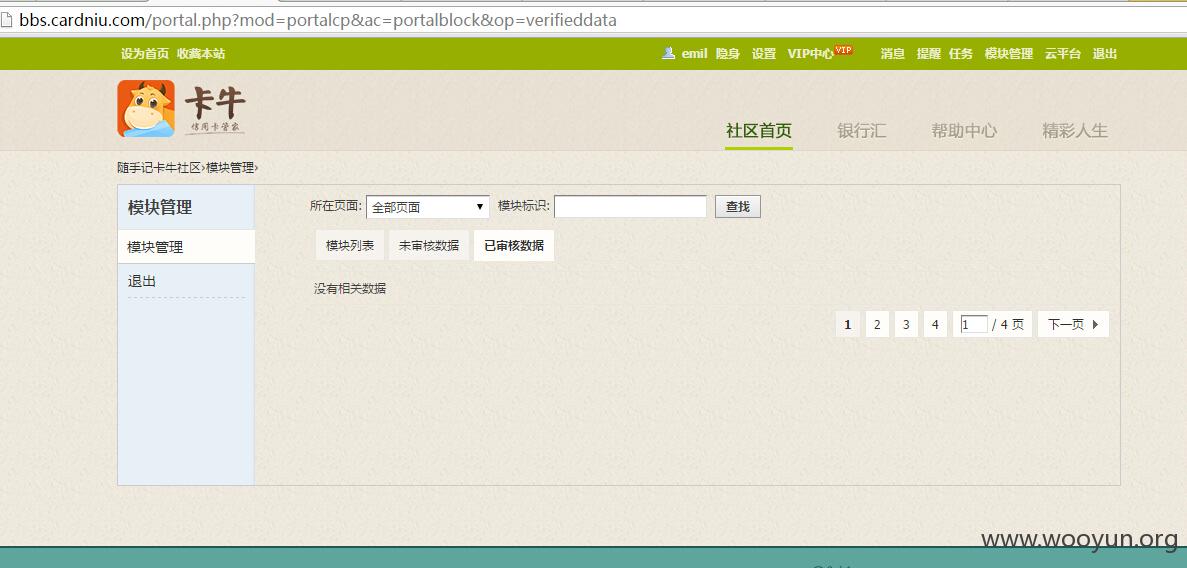 bbs.cardniu.com/portal.php?mod=portalcp&ac=portalblock&op=verifieddata
设为首页 收藏本站 emil 隐身 设置 VIP中心 VIP 消息 提醒 任务 模块管理 云平台 退出
卡牛
信用卡管家
社区首页 银行汇 帮助中心 精彩人生
随手记卡牛社区›模块管理›
模块管理
模块管理
退出
所在页面: 全部页面 模块标识: 查找
模块列表 未审核数据 已审核数据
没有相关数据
1 2 3 4 1 / 4 页 下一页
www.wooyun.org